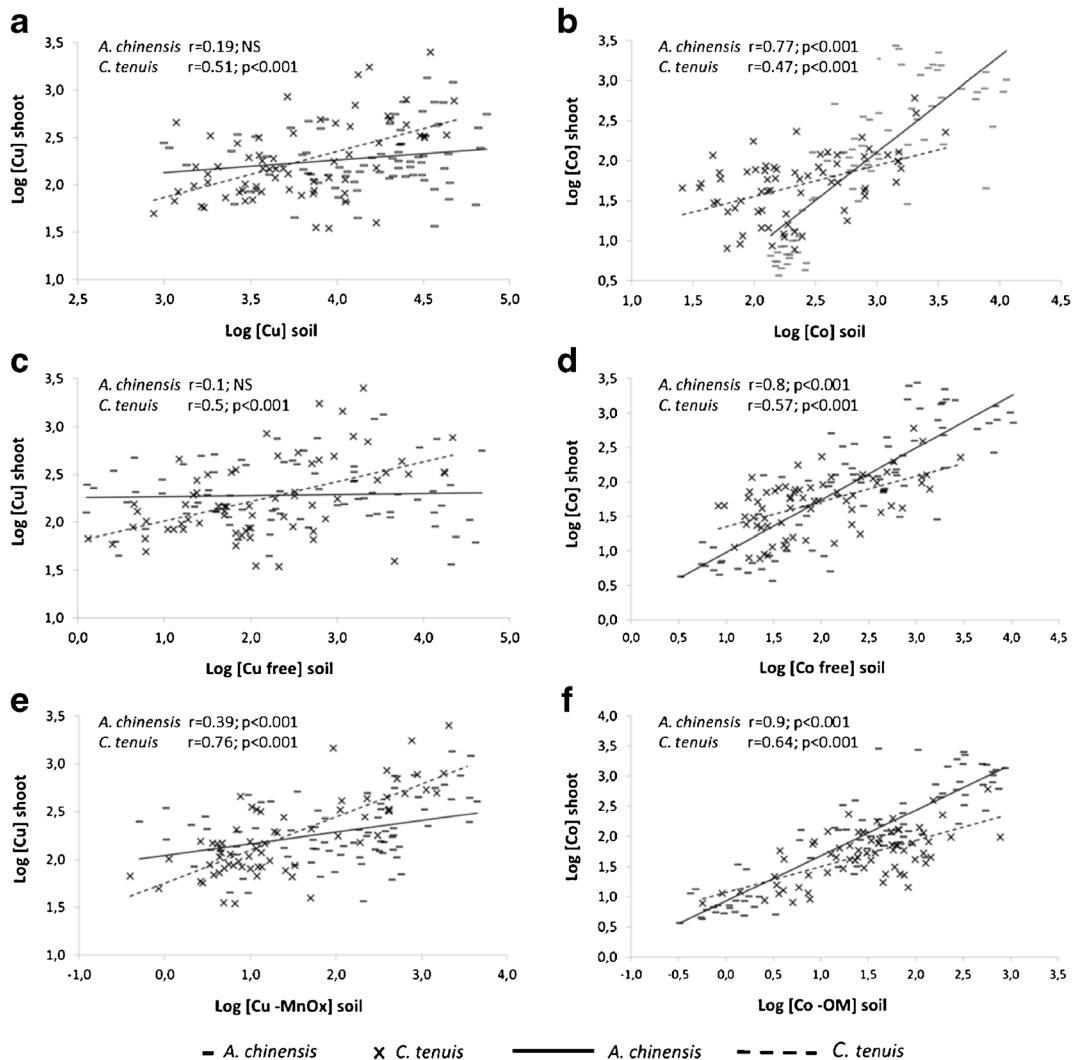 a
A. chinensis r=0.19; NS
C. tenuis r=0.51; p<0.001
Log [Cu] shoot
3,5
3,0
2,5
2,0
1,5
1,0
2,5 3,0 3,5 4,0 4,5 5,0
Log [Cu] soil
b
A. chinensis r=0.77; p<0.001
C. tenuis r=0.47; p<0.001
Log [Co] shoot
3,5
3,0
2,5
2,0
1,5
1,0
0,5
1,0 1,5 2,0 2,5 3,0 3,5 4,0 4,5
Log [Co] soil
c
A. chinensis r=0.1; NS
C. tenuis r=0.5; p<0.001
Log [Cu] shoot
3,5
3,0
2,5
2,0
1,5
1,0
0,0 1,0 2,0 3,0 4,0 5,0
Log [Cu free] soil
d
A. chinensis r=0.8; p<0.001
C. tenuis r=0.57; p<0.001
Log [Co] shoot
3,5
3,0
2,5
2,0
1,5
1,0
0,5
0,0
0,0 0,5 1,0 1,5 2,0 2,5 3,0 3,5 4,0 4,5
Log [Co free] soil
e
A. chinensis r=0.39; p<0.001
C. tenuis r=0.76; p<0.001
Log [Cu] shoot
3,5
3,0
2,5
2,0
1,5
1,0
-1,0 0,0 1,0 2,0 3,0 4,0
Log [Cu -MnOx] soil
f
A. chinensis r=0.9; p<0.001
C. tenuis r=0.64; p<0.001
Log [Co] shoot
4,0
3,5
3,0
2,5
2,0
1,5
1,0
0,5
0,0
-1,0 -0,5 0,0 0,5 1,0 1,5 2,0 2,5 3,0 3,5
Log [Co -OM] soil
A. chinensis C. tenuis A. chinensis C. tenuis